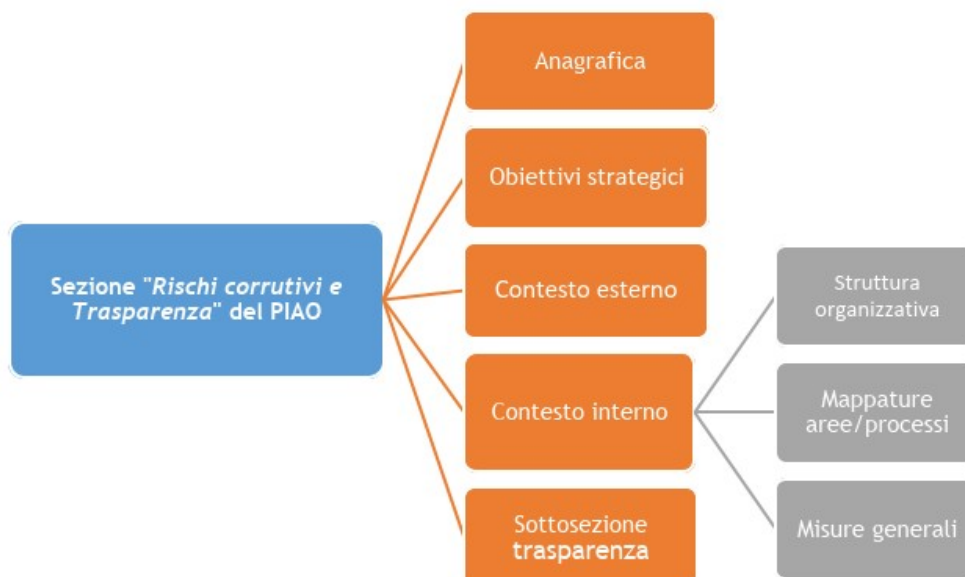 Anagrafica
Obiettivi strategici
Sezione "Rischi corrutivi e
Trasparenza" del PIAO
Contesto esterno
Contesto interno
Sottosezione
trasparenza
Struttura
organizzativa
Mappature
aree/processi
Misure generali